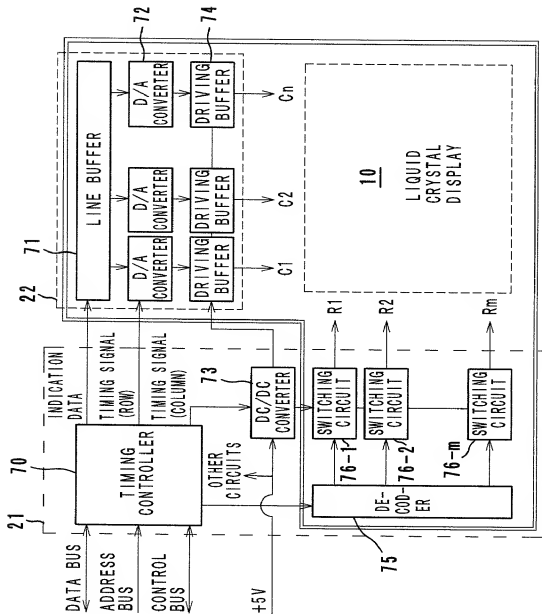 21
70
INDICATION
DATA
22
71
72
74
DATA BUS
ADDRESS
BUS
CONTROL
BUS
+5V
TIMING
CONTROLLER
TIMING SIGNAL
(ROW)
TIMING SIGNAL
(COLUMN)
OTHER
CIRCUITS
73
DC/DC
CONVERTER
LINE BUFFER
D/A
CONVERTER
D/A
CONVERTER
D/A
CONVERTER
DRIVING
BUFFER
DRIVING
BUFFER
DRIVING
BUFFER
C1
C2
Cn
DE-
COD-
ER
75
SWITCHING
CIRCUIT
76-1
SWITCHING
CIRCUIT
76-2
SWITCHING
CIRCUIT
76-m
R1
R2
Rm
10
LIQUID
CRYSTAL
DISPLAY